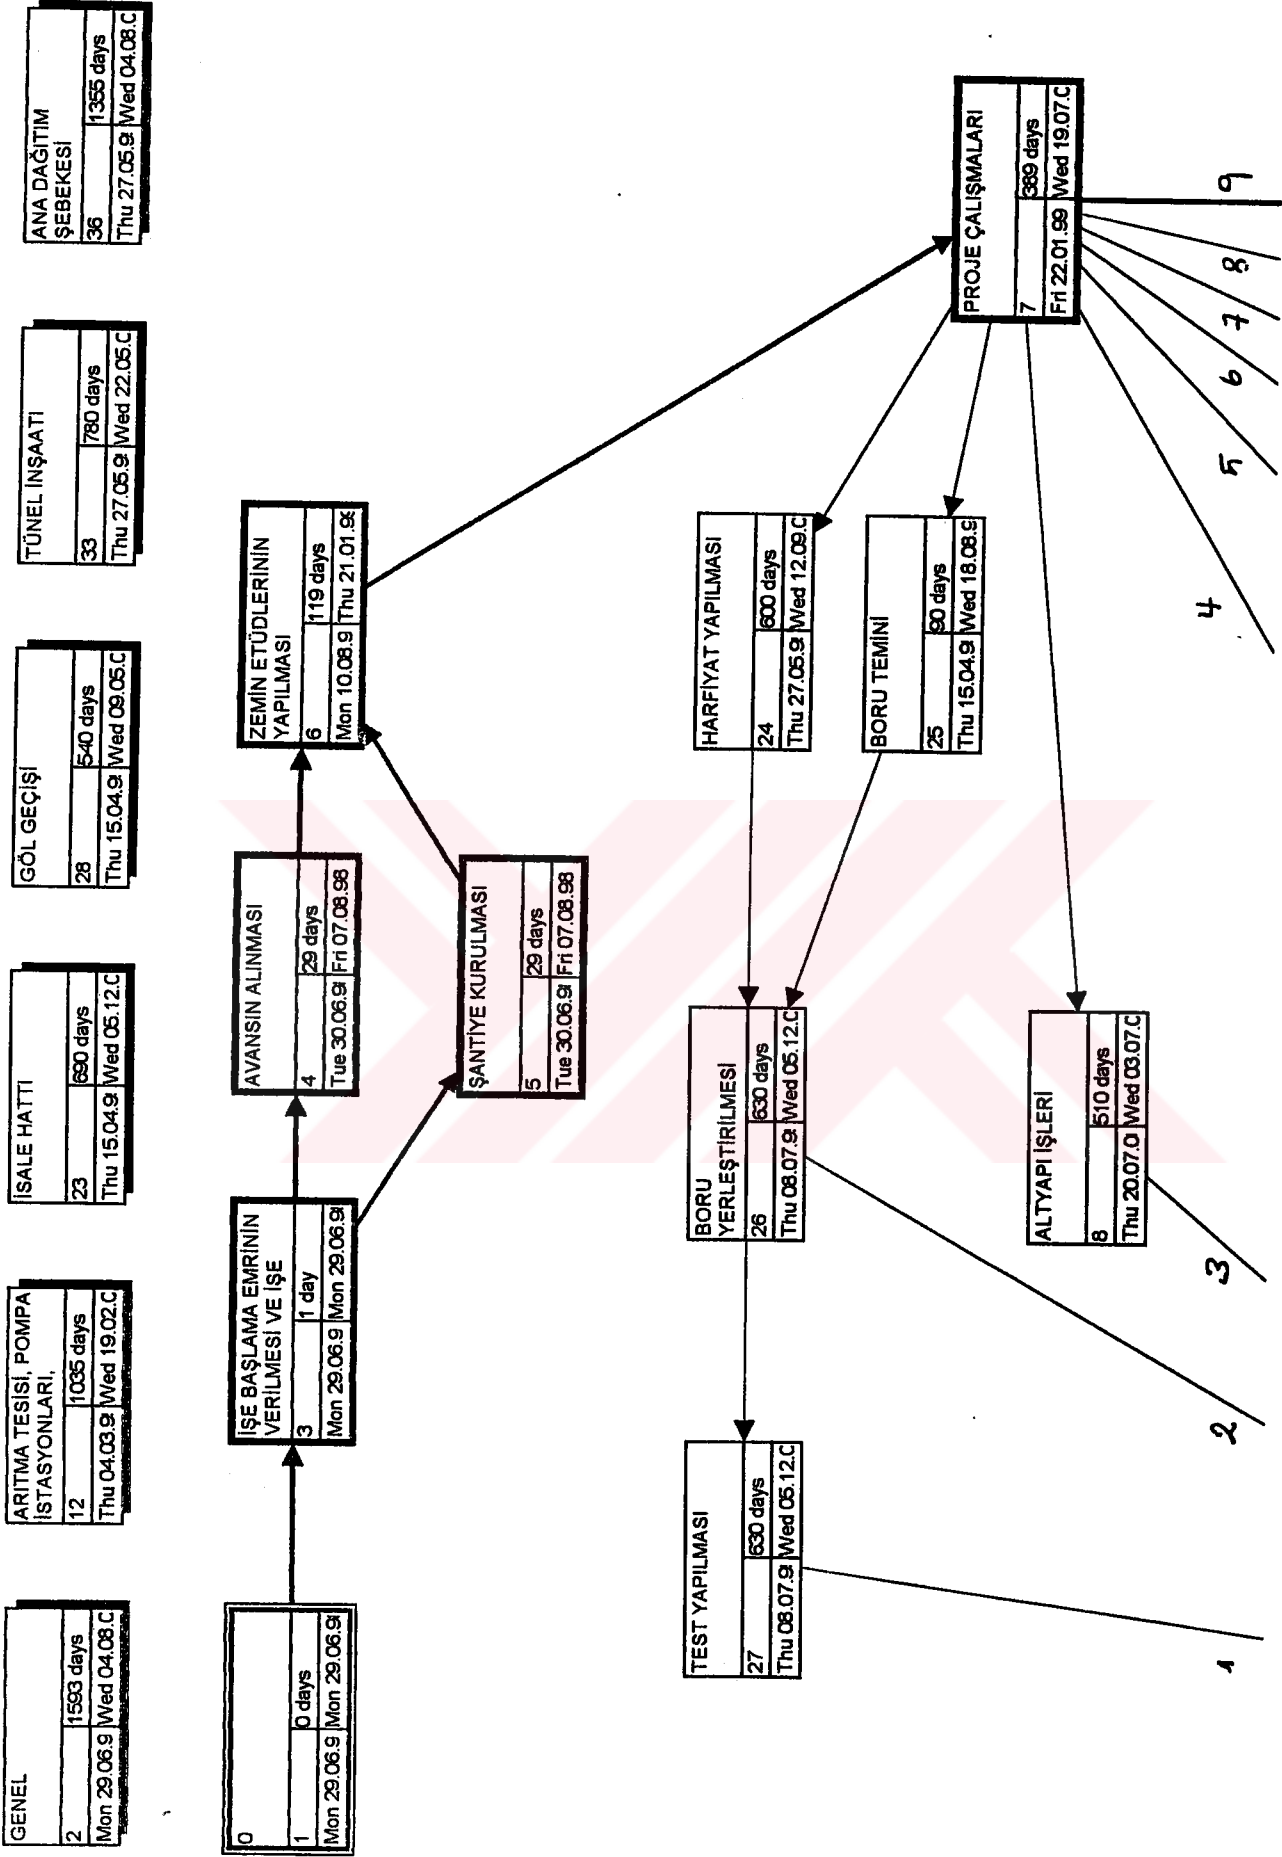 GENEL
2 1593 days
Mon 29.06.9 Wed 04.08.0
ARITMA TESİSİ, POMPA
İSTASYONLARI,
12 1035 days
Thu 04.03.9 Wed 19.02.0
İSALE HATTI
23 690 days
Thu 15.04.9 Wed 05.12.0
GÖL GEÇİŞİ
28 540 days
Thu 15.04.9 Wed 09.05.0
TÜNEL İNŞAATI
33 780 days
Thu 27.05.9 Wed 22.05.0
ANA DAĞITIM
ŞEBEKESİ
36 1355 days
Thu 27.05.9 Wed 04.08.0
0
1 0 days
Mon 29.06.9 Mon 29.06.9
İŞE BAŞLAMA EMRİNİN
VERİLMESİ VE İŞE
3 1 day
Mon 29.06.9 Mon 29.06.9
AVANSIN ALINMASI
4 29 days
Tue 30.06.9 Fri 07.08.98
ZEMİN ETÜDLERİNİN
YAPILMASI
6 119 days
Mon 10.08.9 Thu 21.01.99
ŞANTİYE KURULMASI
5 29 days
Tue 30.06.9 Fri 07.08.98
TEST YAPILMASI
27 630 days
Thu 08.07.9 Wed 05.12.0
BORU
YERLEŞTİRİLMESİ
26 630 days
Thu 08.07.9 Wed 05.12.0
HARFİYAT YAPILMASI
24 600 days
Thu 27.05.9 Wed 12.09.0
BORU TEMİNİ
25 90 days
Thu 15.04.9 Wed 18.08.9
PROJE ÇALIŞMALARI
7 389 days
Fri 22.01.99 Wed 19.07.0
ALTYAPI İŞLERİ
8 510 days
Thu 20.07.0 Wed 03.07.0
1
2
3
4
5
6
7
8
9